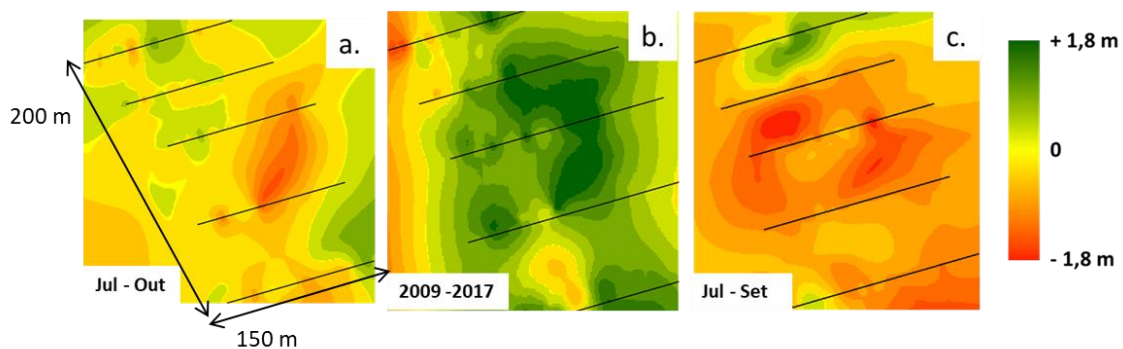 a.
b.
c.
+ 1,8 m
0
- 1,8 m
200 m
150 m
Jul - Out
2009 -2017
Jul - Set